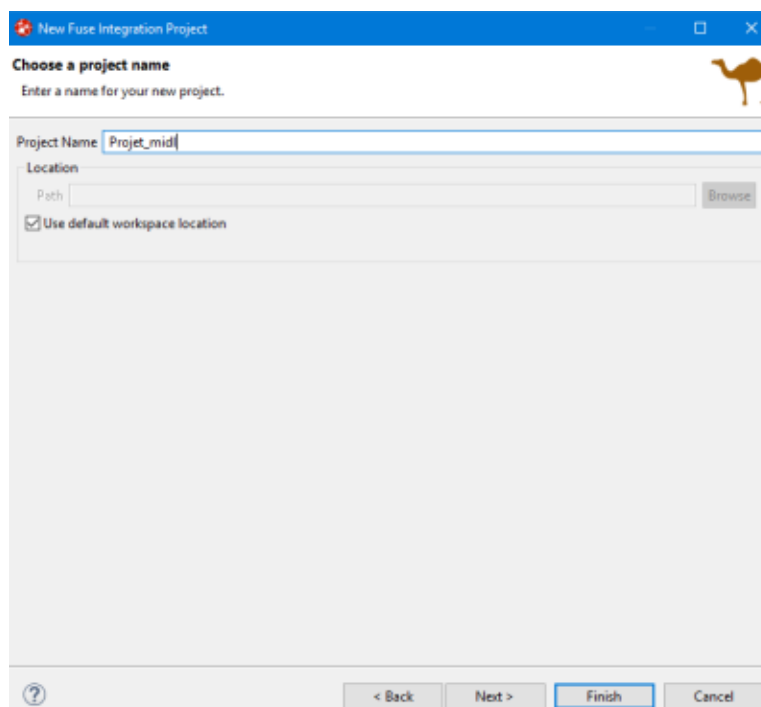 New Fuse Integration Project
Choose a project name
Enter a name for your new project.
Project Name Projet_midl
Location
Path Browse
Use default workspace location
< Back Next > Finish Cancel